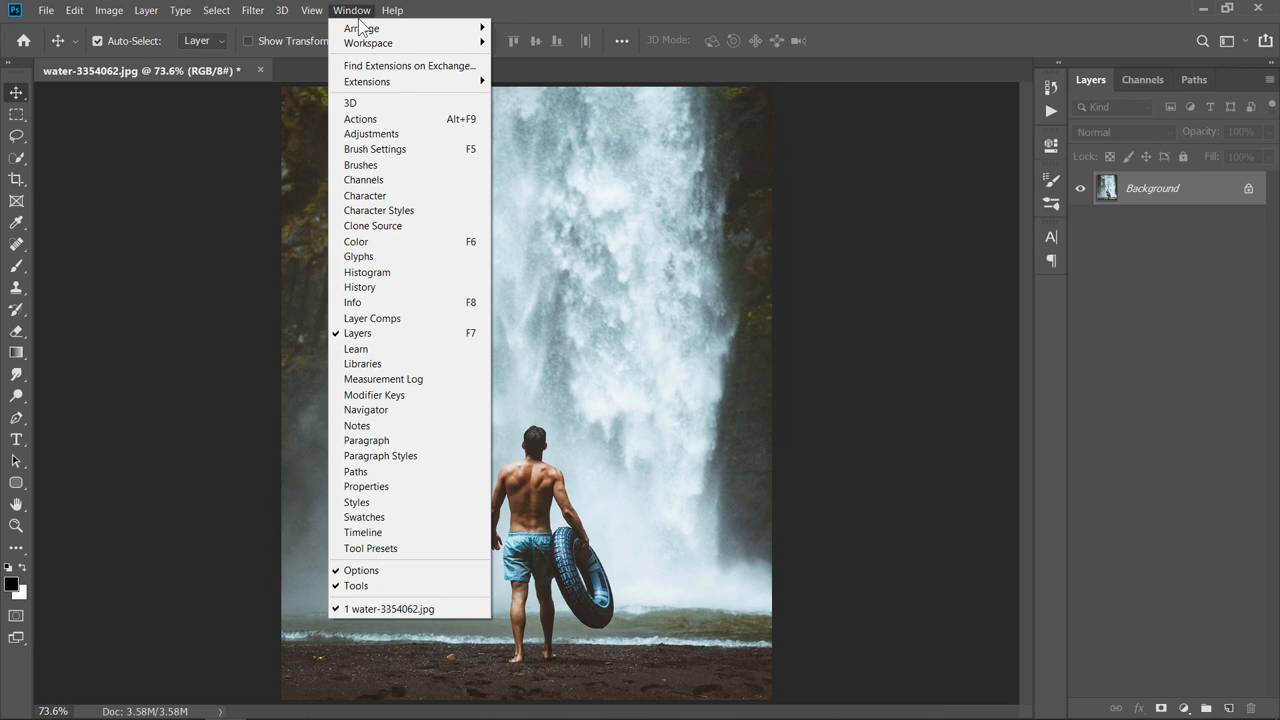 Ps File Edit Image Layer Type Select Filter 3D View Window Help
Auto-Select: Layer Show Transform 3D Mode:
water-3354062.jpg @ 73.6% (RGB/8#) *
Arrange
Workspace
Find Extensions on Exchange...
Extensions
3D
Actions Alt+F9
Adjustments
Brush Settings F5
Brushes
Channels
Character
Character Styles
Clone Source
Color F6
Glyphs
Histogram
History
Info F8
Layer Comps
Layers F7
Learn
Libraries
Measurement Log
Modifier Keys
Navigator
Notes
Paragraph
Paragraph Styles
Paths
Properties
Styles
Swatches
Timeline
Tool Presets
Options
Tools
1 water-3354062.jpg
Layers Channels Paths
Kind
Normal Opacity: 100%
Lock: Fill: 100%
Background
73.6% Doc: 3.58M/3.58M